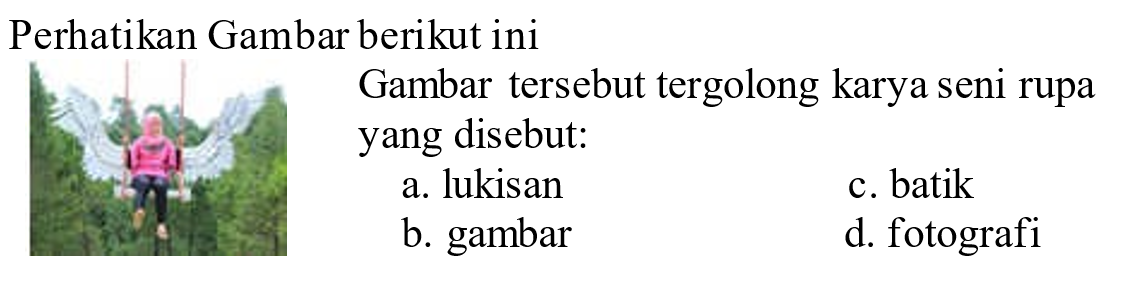 Perhatikan Gambar berikut ini
Gambar tersebut tergolong karya seni rupa
yang disebut:
a. lukisan
c. batik
b. gambar
d. fotografi